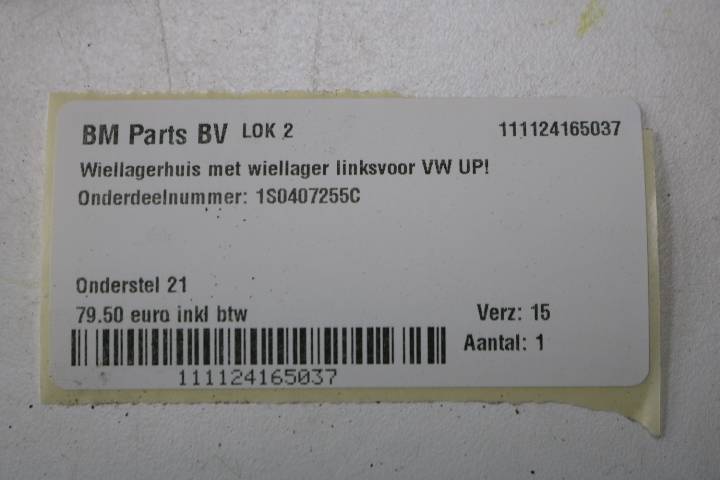 BM Parts BV LOK 2 111124165037
Wiellagerhuis met wiellager linksvoor VW UP!
Onderdeelnummer: 1S0407255C
Onderstel 21
79.50 euro inkl btw Verz: 15
Aantal: 1
111124165037